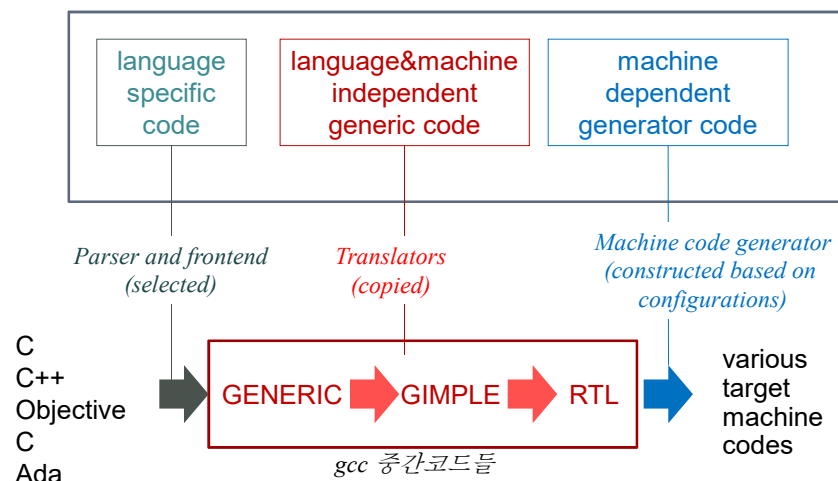 language
specific
code
language&machine
independent
generic code
machine
dependent
generator code
Parser and frontend
(selected)
Translators
(copied)
Machine code generator
(constructed based on
configurations)
C
C++
Objective
C
Ada
GENERIC
GIMPLE
RTL
various
target
machine
codes
gcc 중간코드들